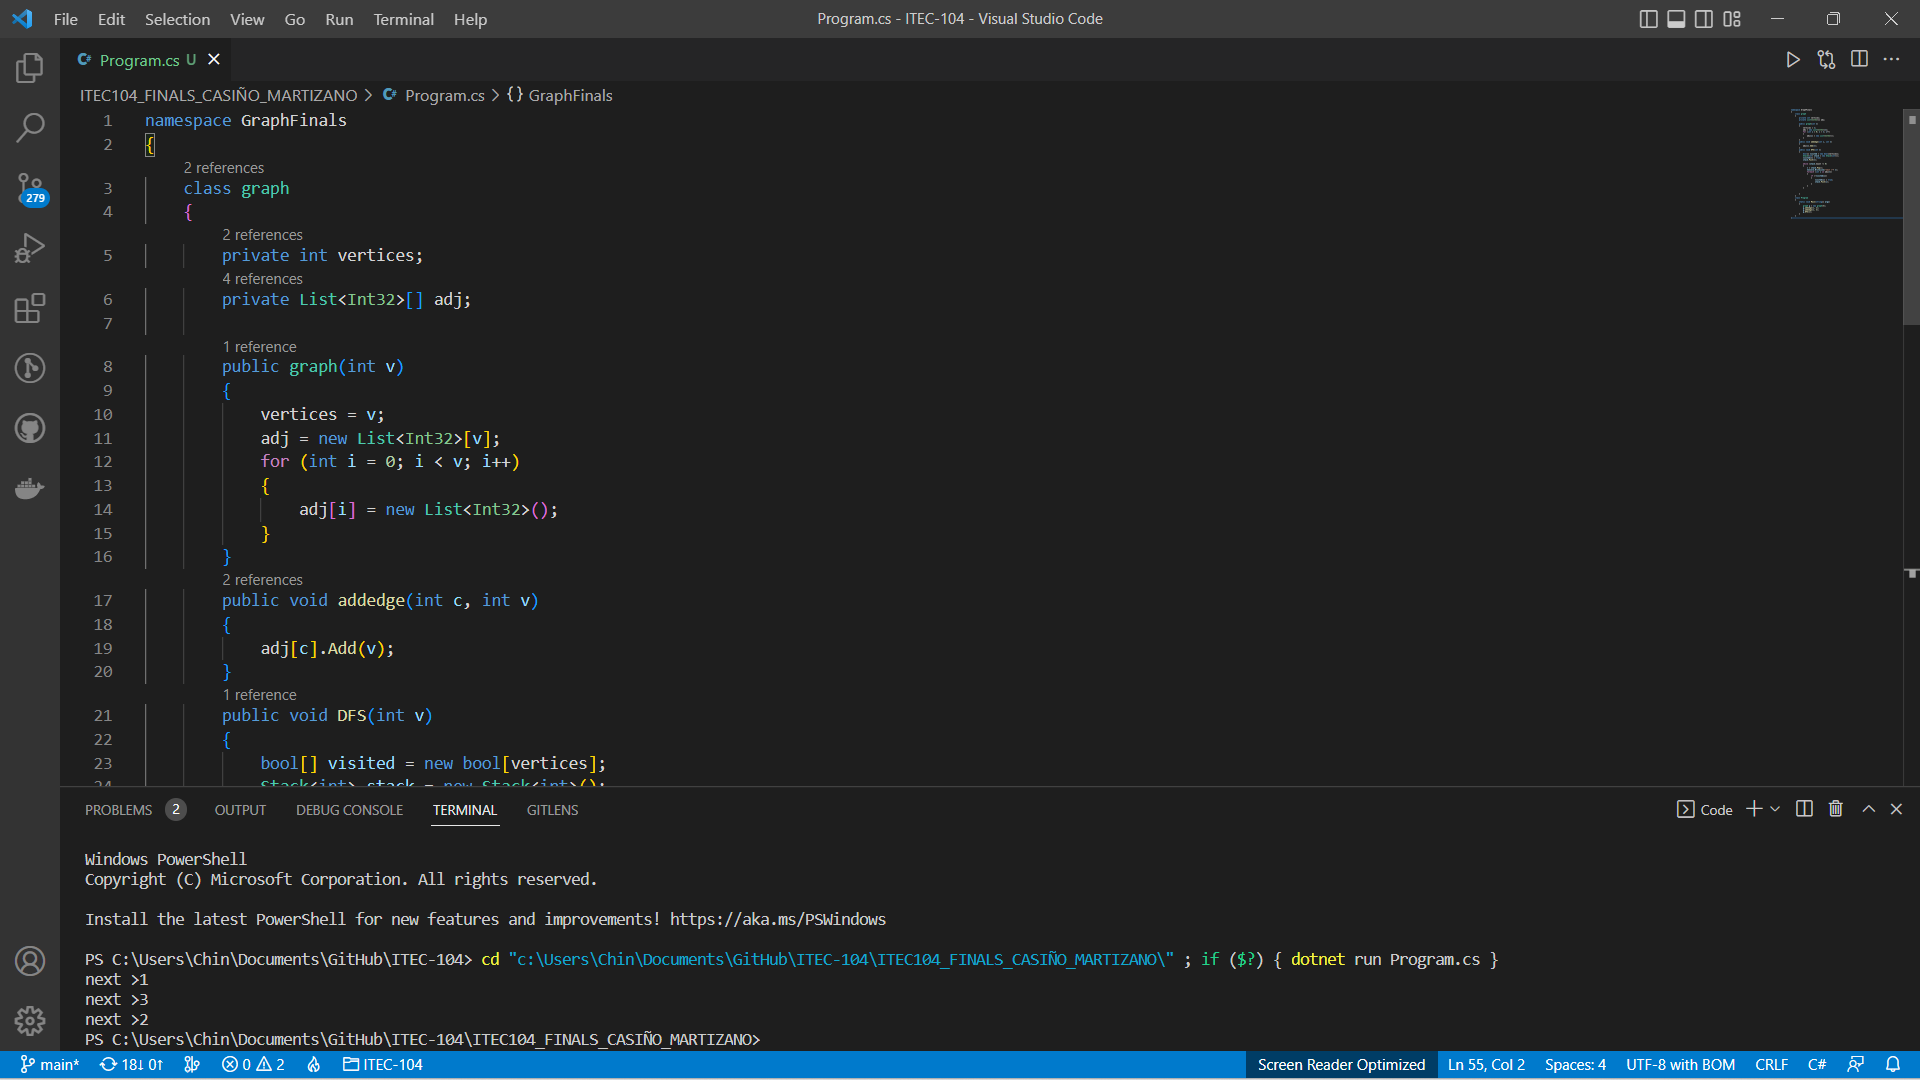 File Edit Selection View Go Run Terminal Help
Program.cs - ITEC-104 - Visual Studio Code
C# Program.cs U
ITEC104_FINALS_CASIÑO_MARTIZANO > C# Program.cs > {} GraphFinals
1 namespace GraphFinals
2 {
2 references
3 class graph
4 {
2 references
5 private int vertices;
4 references
6 private List<Int32>[] adj;
7
1 reference
8 public graph(int v)
9 {
10 vertices = v;
11 adj = new List<Int32>[v];
12 for (int i = 0; i < v; i++)
13 {
14 adj[i] = new List<Int32>();
15 }
16 }
2 references
17 public void addedge(int c, int v)
18 {
19 adj[c].Add(v);
20 }
1 reference
21 public void DFS(int v)
22 {
23 bool[] visited = new bool[vertices];
24 Stack<int> stack = new Stack<int>();
279
PROBLEMS 2 OUTPUT DEBUG CONSOLE TERMINAL GITLENS
Code
Windows PowerShell
Copyright (C) Microsoft Corporation. All rights reserved.
Install the latest PowerShell for new features and improvements! https://aka.ms/PSWindows
PS C:\Users\Chin\Documents\GitHub\ITEC-104> cd "c:\Users\Chin\Documents\GitHub\ITEC-104\ITEC104_FINALS_CASIÑO_MARTIZANO\" ; if ($?) { dotnet run Program.cs }
next >1
next >3
next >2
PS C:\Users\Chin\Documents\GitHub\ITEC-104\ITEC104_FINALS_CASIÑO_MARTIZANO>
main* 18↓ 0↑ 0 2 ITEC-104 Screen Reader Optimized Ln 55, Col 2 Spaces: 4 UTF-8 with BOM CRLF C#